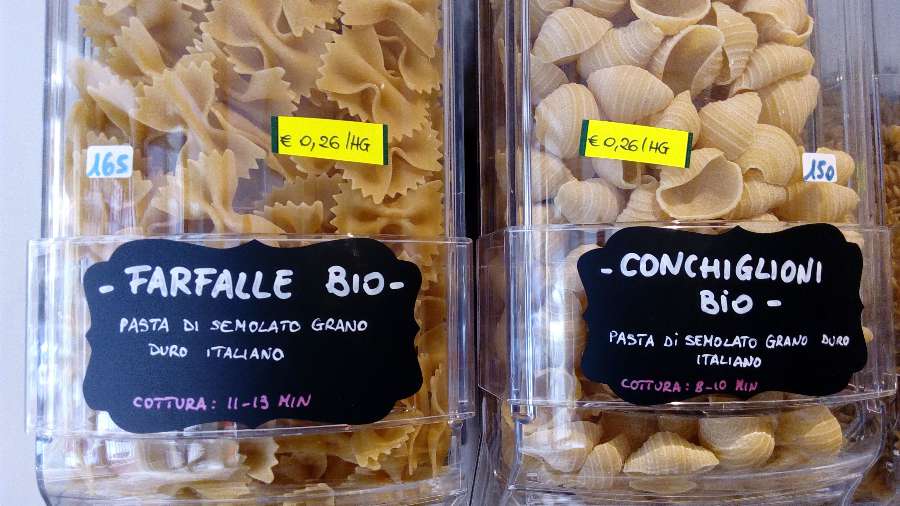 165
€ 0,26/HG
- FARFALLE BIO -
PASTA DI SEMOLATO GRANO
DURO ITALIANO
COTTURA: 11-13 MIN
€ 0,26/HG
150
- CONCHIGLIONI
BIO -
PASTA Di SEMOLATO GRANO DURO
ITALIANO
COTTURA: 8-10 MIN